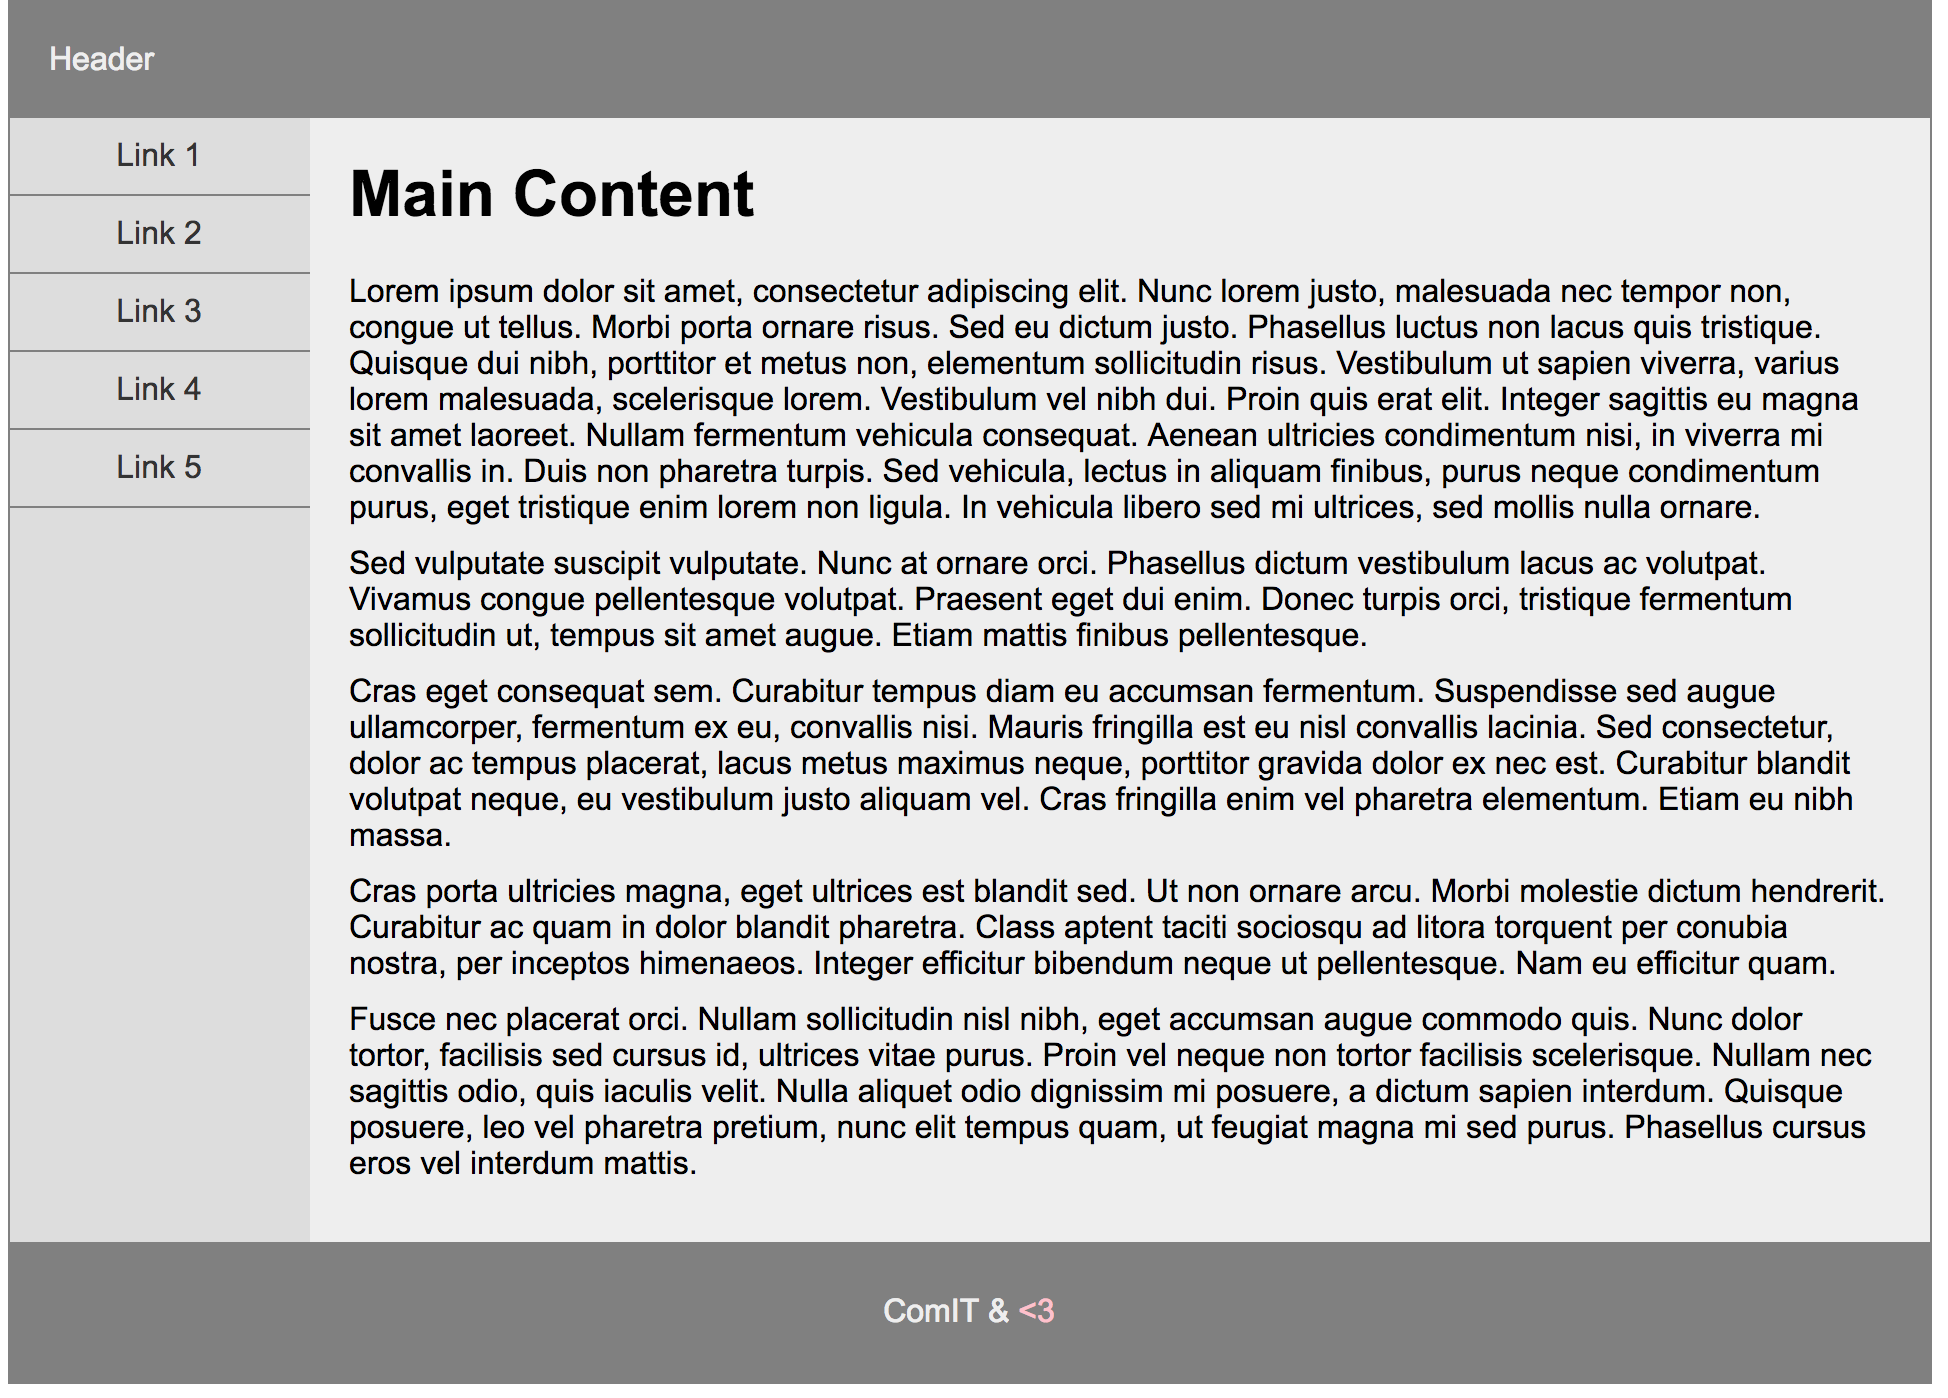 Header
Link 1
Link 2
Link 3
Link 4
Link 5
Main Content
Lorem ipsum dolor sit amet, consectetur adipiscing elit. Nunc lorem justo, malesuada nec tempor non,
congue ut tellus. Morbi porta ornare risus. Sed eu dictum justo. Phasellus luctus non lacus quis tristique.
Quisque dui nibh, porttitor et metus non, elementum sollicitudin risus. Vestibulum ut sapien viverra, varius
lorem malesuada, scelerisque lorem. Vestibulum vel nibh dui. Proin quis erat elit. Integer sagittis eu magna
sit amet laoreet. Nullam fermentum vehicula consequat. Aenean ultricies condimentum nisi, in viverra mi
convallis in. Duis non pharetra turpis. Sed vehicula, lectus in aliquam finibus, purus neque condimentum
purus, eget tristique enim lorem non ligula. In vehicula libero sed mi ultrices, sed mollis nulla ornare.
Sed vulputate suscipit vulputate. Nunc at ornare orci. Phasellus dictum vestibulum lacus ac volutpat.
Vivamus congue pellentesque volutpat. Praesent eget dui enim. Donec turpis orci, tristique fermentum
sollicitudin ut, tempus sit amet augue. Etiam mattis finibus pellentesque.
Cras eget consequat sem. Curabitur tempus diam eu accumsan fermentum. Suspendisse sed augue
ullamcorper, fermentum ex eu, convallis nisi. Mauris fringilla est eu nisl convallis lacinia. Sed consectetur,
dolor ac tempus placerat, lacus metus maximus neque, porttitor gravida dolor ex nec est. Curabitur blandit
volutpat neque, eu vestibulum justo aliquam vel. Cras fringilla enim vel pharetra elementum. Etiam eu nibh
massa.
Cras porta ultricies magna, eget ultrices est blandit sed. Ut non ornare arcu. Morbi molestie dictum hendrerit.
Curabitur ac quam in dolor blandit pharetra. Class aptent taciti sociosqu ad litora torquent per conubia
nostra, per inceptos himenaeos. Integer efficitur bibendum neque ut pellentesque. Nam eu efficitur quam.
Fusce nec placerat orci. Nullam sollicitudin nisl nibh, eget accumsan augue commodo quis. Nunc dolor
tortor, facilisis sed cursus id, ultrices vitae purus. Proin vel neque non tortor facilisis scelerisque. Nullam nec
sagittis odio, quis iaculis velit. Nulla aliquet odio dignissim mi posuere, a dictum sapien interdum. Quisque
posuere, leo vel pharetra pretium, nunc elit tempus quam, ut feugiat magna mi sed purus. Phasellus cursus
eros vel interdum mattis.
ComIT & <3